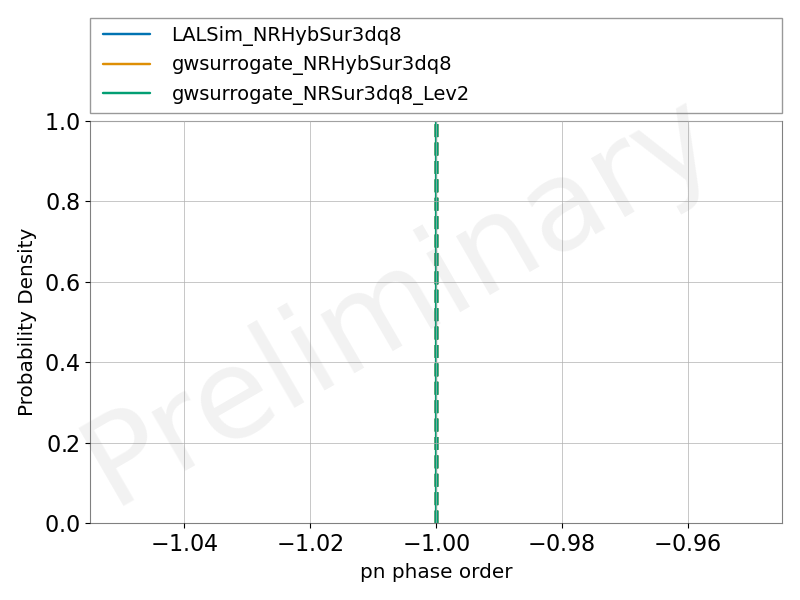 LALSim_NRHybSur3dq8
gwsurrogate_NRHybSur3dq8
gwsurrogate_NRSur3dq8_Lev2
1.0
0.8
0.6
0.4
0.2
0.0
Probability Density
Preliminary
−1.04 −1.02 −1.00 −0.98 −0.96
pn phase order